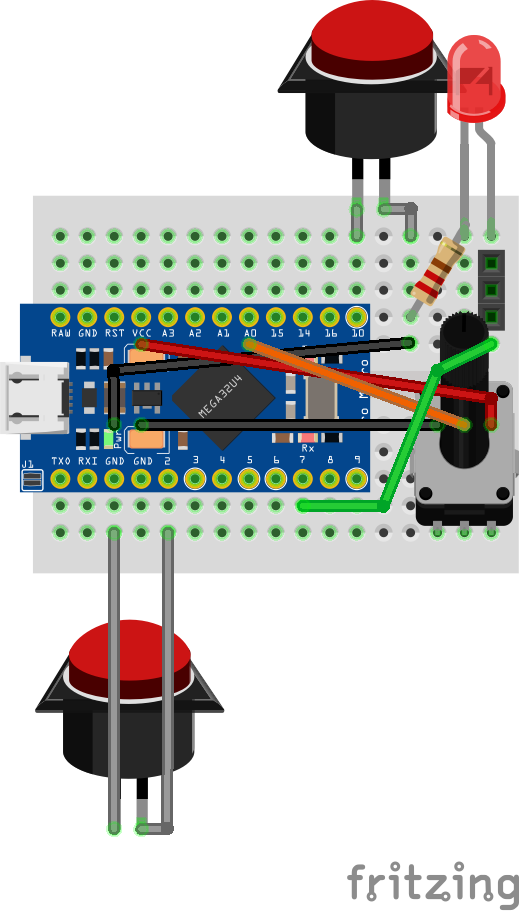 RAW GND RST VCC A3 A2 A1 A0 15 14 16 10
MEGA32U4
Pwr
Rx
J1
TXO RXI GND GND 2 3 4 5 6 7 8 9
fritzing